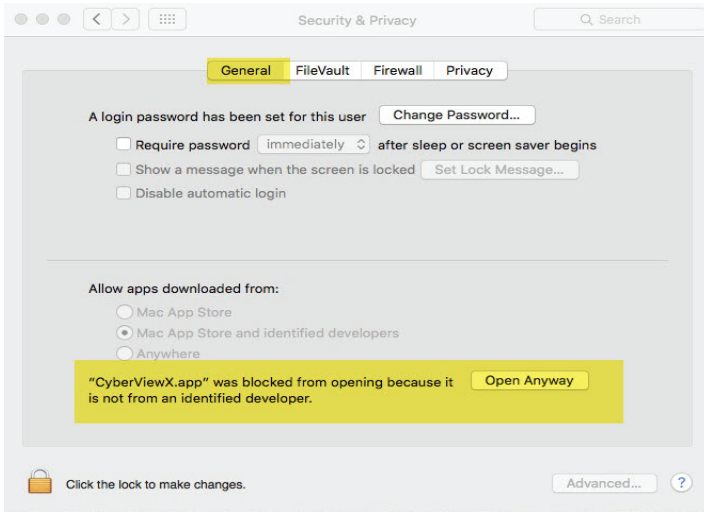 Security & Privacy
Search
General
FileVault
Firewall
Privacy
A login password has been set for this user
Change Password...
Require password
immediately
after sleep or screen saver begins
Show a message when the screen is locked
Set Lock Message...
Disable automatic login
Allow apps downloaded from:
Mac App Store
Mac App Store and identified developers
Anywhere
“CyberViewX.app” was blocked from opening because it
Open Anyway
is not from an identified developer.
Click the lock to make changes.
Advanced...
?